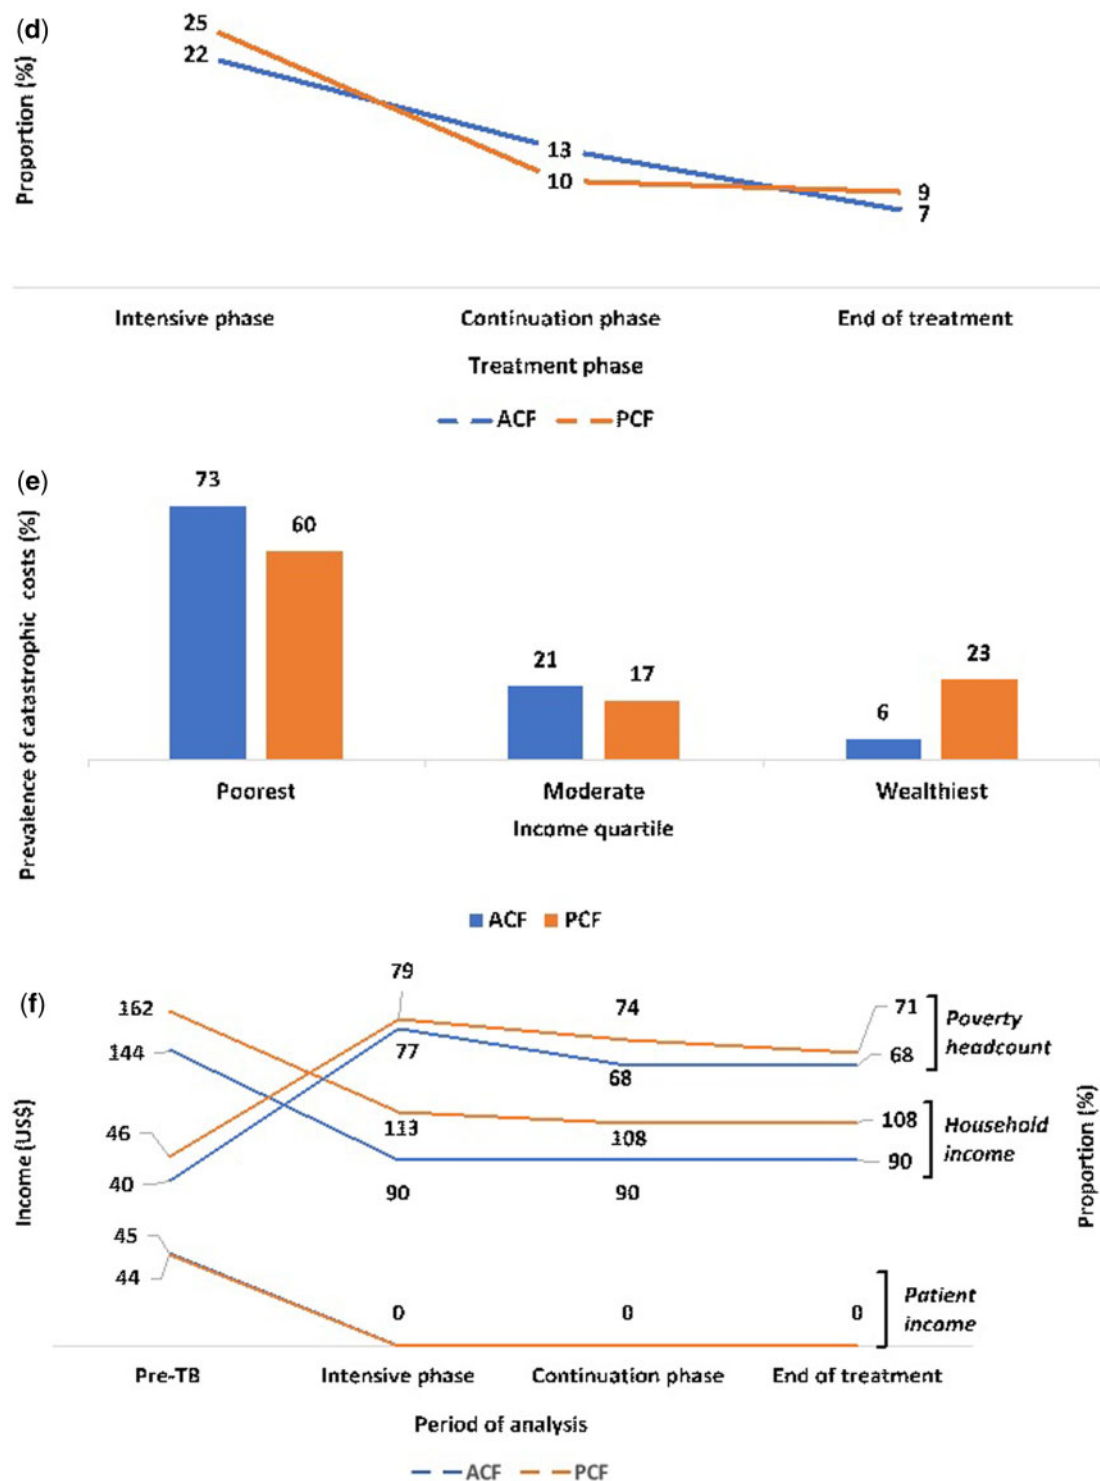 (d)
Proportion (%)
25
22
13
10
9
7
Intensive phase Continuation phase End of treatment
Treatment phase
ACF PCF
(e)
Prevalence of catastrophic costs (%)
73
60
21
17
6
23
Poorest Moderate Wealthiest
Income quartile
ACF PCF
(f)
Income (US$)
Proportion (%)
162
144
46
40
45
44
79
77
113
90
0
74
68
108
90
0
71
68
108
90
0
Poverty
headcount
Household
income
Patient
income
Pre-TB Intensive phase Continuation phase End of treatment
Period of analysis
ACF PCF